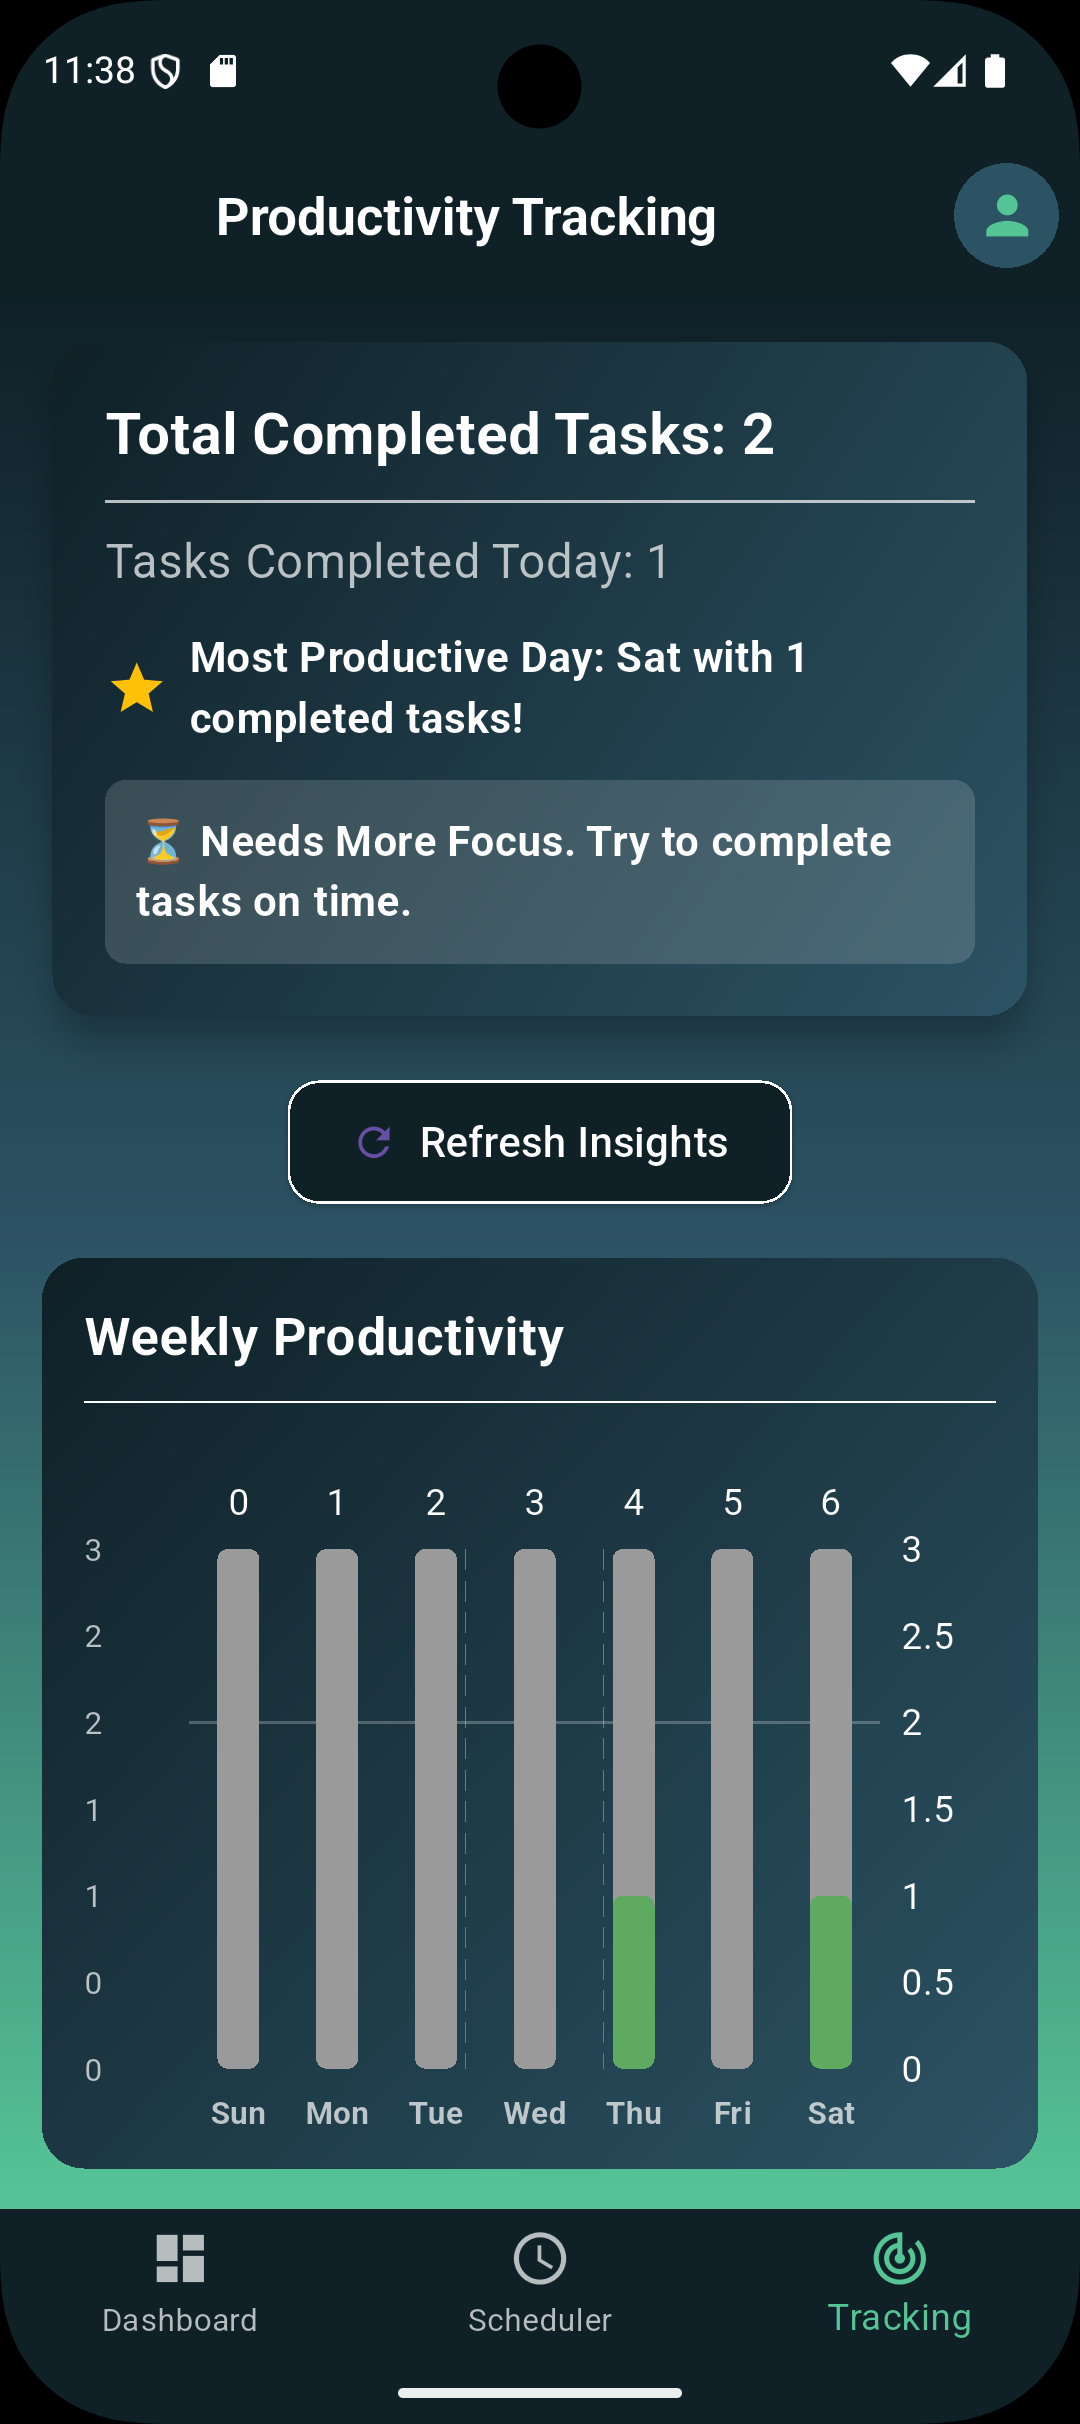 11:38
Productivity Tracking
Total Completed Tasks: 2
Tasks Completed Today: 1
Most Productive Day: Sat with 1
completed tasks!
⏳ Needs More Focus. Try to complete
tasks on time.
Refresh Insights
Weekly Productivity
0 1 2 3 4 5 6
3 3
2 2.5
2 2
1 1.5
1 1
0 0.5
0 0
Sun Mon Tue Wed Thu Fri Sat
Dashboard Scheduler Tracking